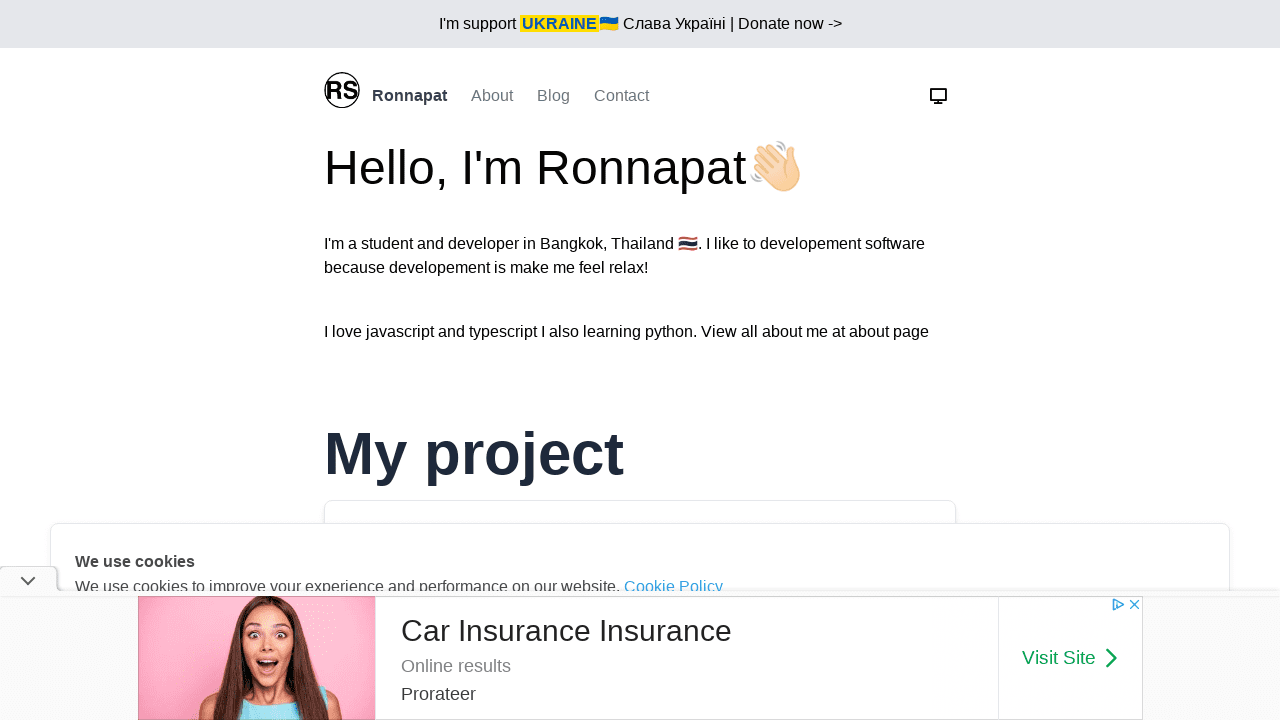 I'm support UKRAINE🇺🇦 Слава Україні | Donate now ->
RS Ronnapat About Blog Contact
Hello, I'm Ronnapat👋🏻
I'm a student and developer in Bangkok, Thailand 🇹🇭. I like to developement software
because developement is make me feel relax!
I love javascript and typescript I also learning python. View all about me at about page
My project
We use cookies
We use cookies to improve your experience and performance on our website. Cookie Policy
Car Insurance Insurance
Online results
Prorateer
Visit Site